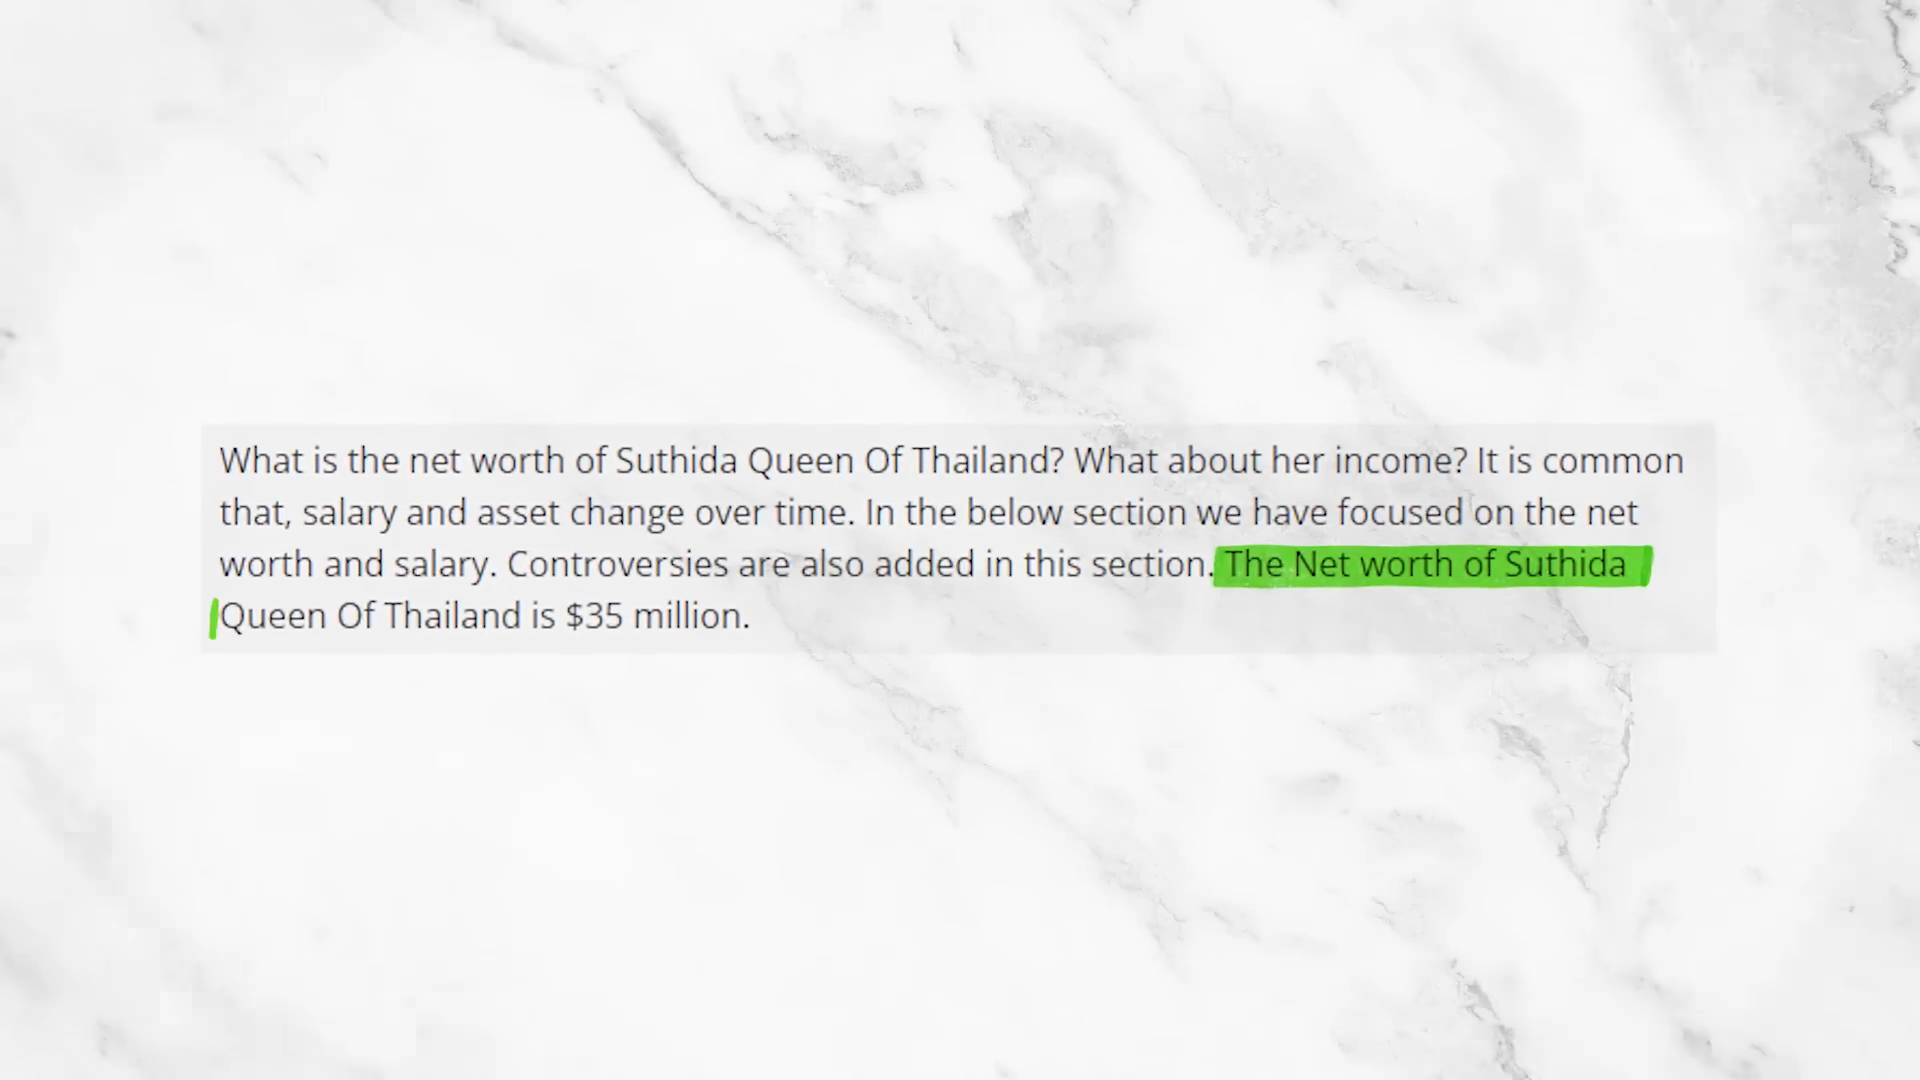 What is the net worth of Suthida Queen Of Thailand? What about her income? It is common
that, salary and asset change over time. In the below section we have focused on the net
worth and salary. Controversies are also added in this section. The Net worth of Suthida
Queen Of Thailand is $35 million.